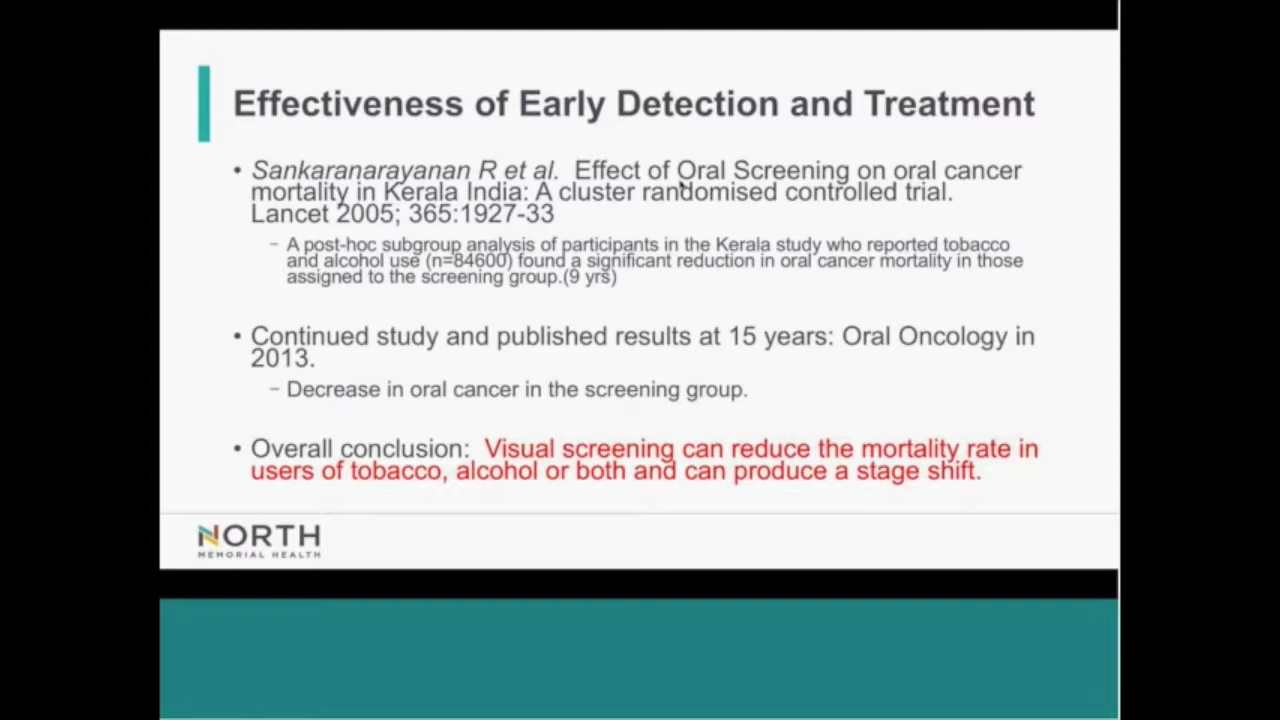 Effectiveness of Early Detection and Treatment
• Sankaranarayanan R et al. Effect of Oral Screening on oral cancer
mortality in Kerala India: A cluster randomised controlled trial.
Lancet 2005; 365:1927-33
– A post-hoc subgroup analysis of participants in the Kerala study who reported tobacco
and alcohol use (n=84600) found a significant reduction in oral cancer mortality in those
assigned to the screening group.(9 yrs)
• Continued study and published results at 15 years: Oral Oncology in
2013.
– Decrease in oral cancer in the screening group.
• Overall conclusion: Visual screening can reduce the mortality rate in
users of tobacco, alcohol or both and can produce a stage shift.
NORTH
MEMORIAL HEALTH